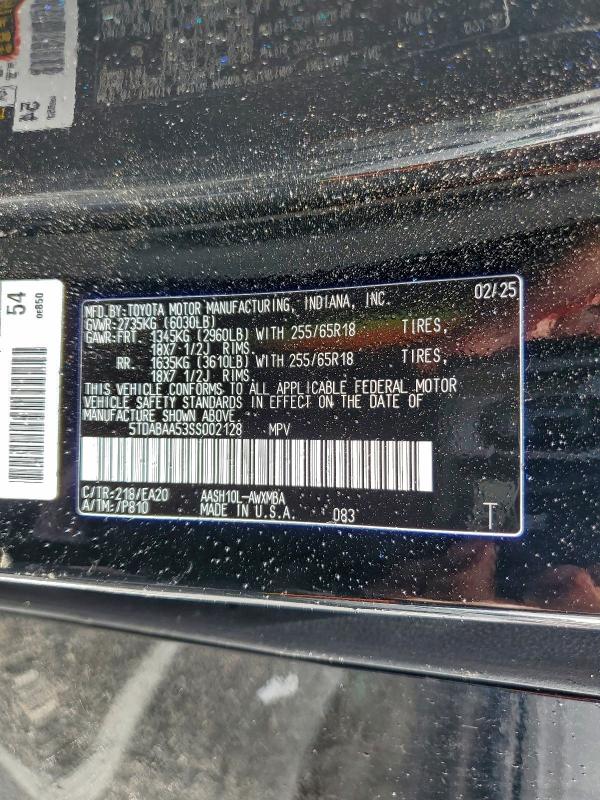 54
0E850
24
02/25
MFD.BY:TOYOTA MOTOR MANUFACTURING, INDIANA, INC.
GVWR:2735KG (6030LB)
GAWR:FRT. 1345KG (2960LB) WITH 255/65R18 TIRES,
18X7 1/2J RIMS
RR. 1635KG (3610LB) WITH 255/65R18 TIRES,
18X7 1/2J RIMS
THIS VEHICLE CONFORMS TO ALL APPLICABLE FEDERAL MOTOR
VEHICLE SAFETY STANDARDS IN EFFECT ON THE DATE OF
MANUFACTURE SHOWN ABOVE.
5TDABAA53SS002128 MPV
C/TR:218/EA20 AASH10L-AWXMBA
A/TM:/P810 MADE IN U.S.A. 083 T